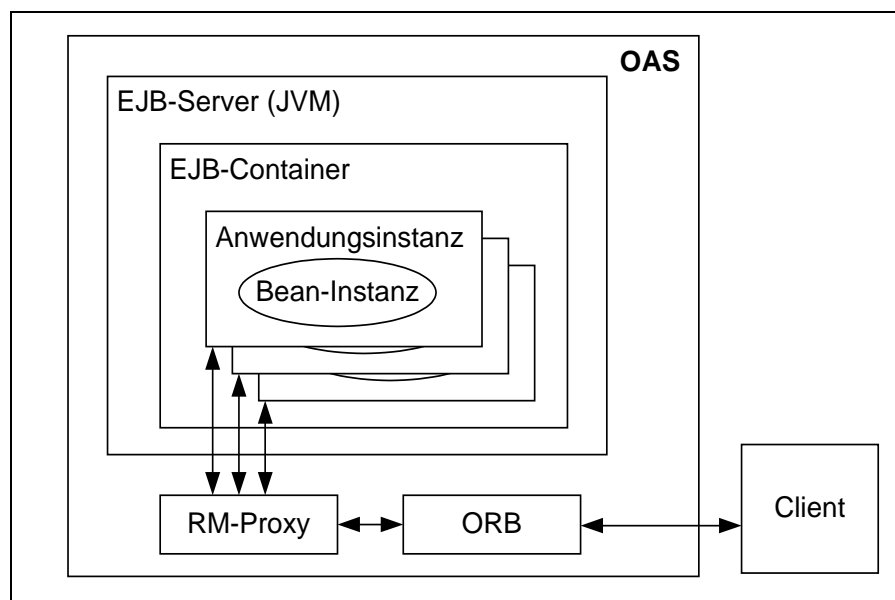 OAS
EJB-Server (JVM)
EJB-Container
Anwendungsinstanz
Bean-Instanz
RM-Proxy
ORB
Client